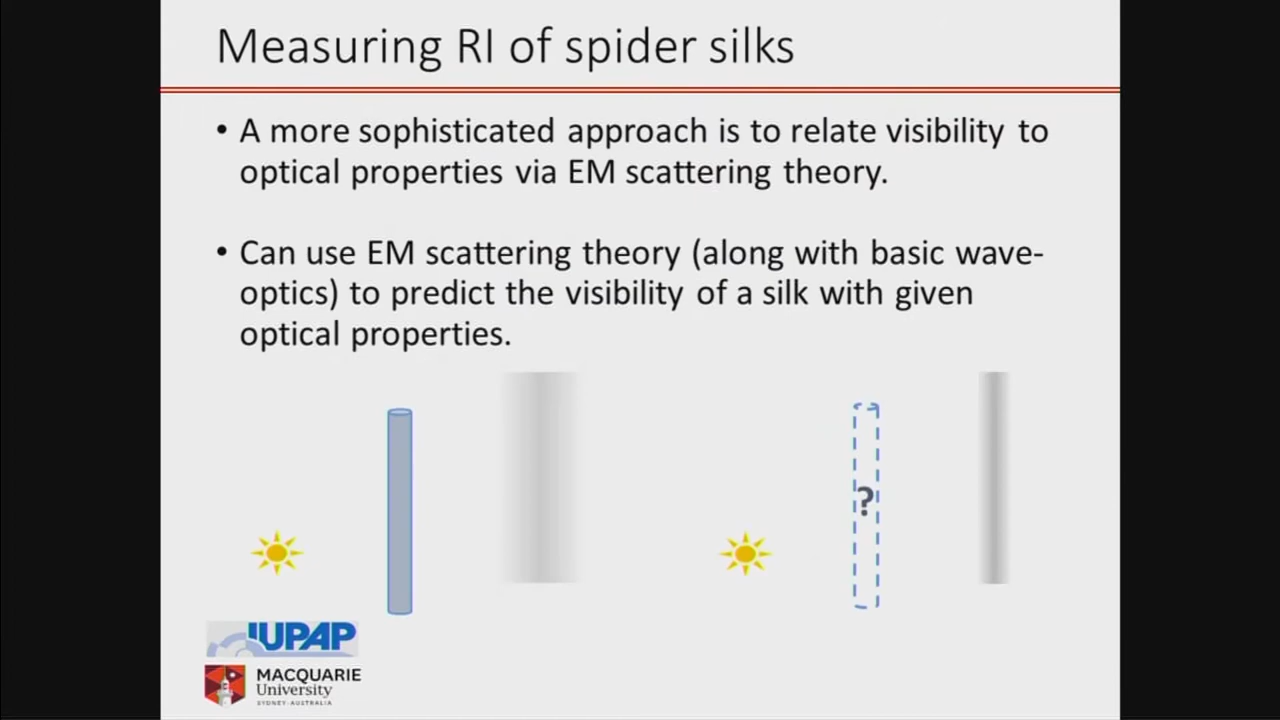 Measuring RI of spider silks
• A more sophisticated approach is to relate visibility to
optical properties via EM scattering theory.
• Can use EM scattering theory (along with basic wave-
optics) to predict the visibility of a silk with given
optical properties.
?
IUPAP
MACQUARIE
University
SYDNEY·AUSTRALIA